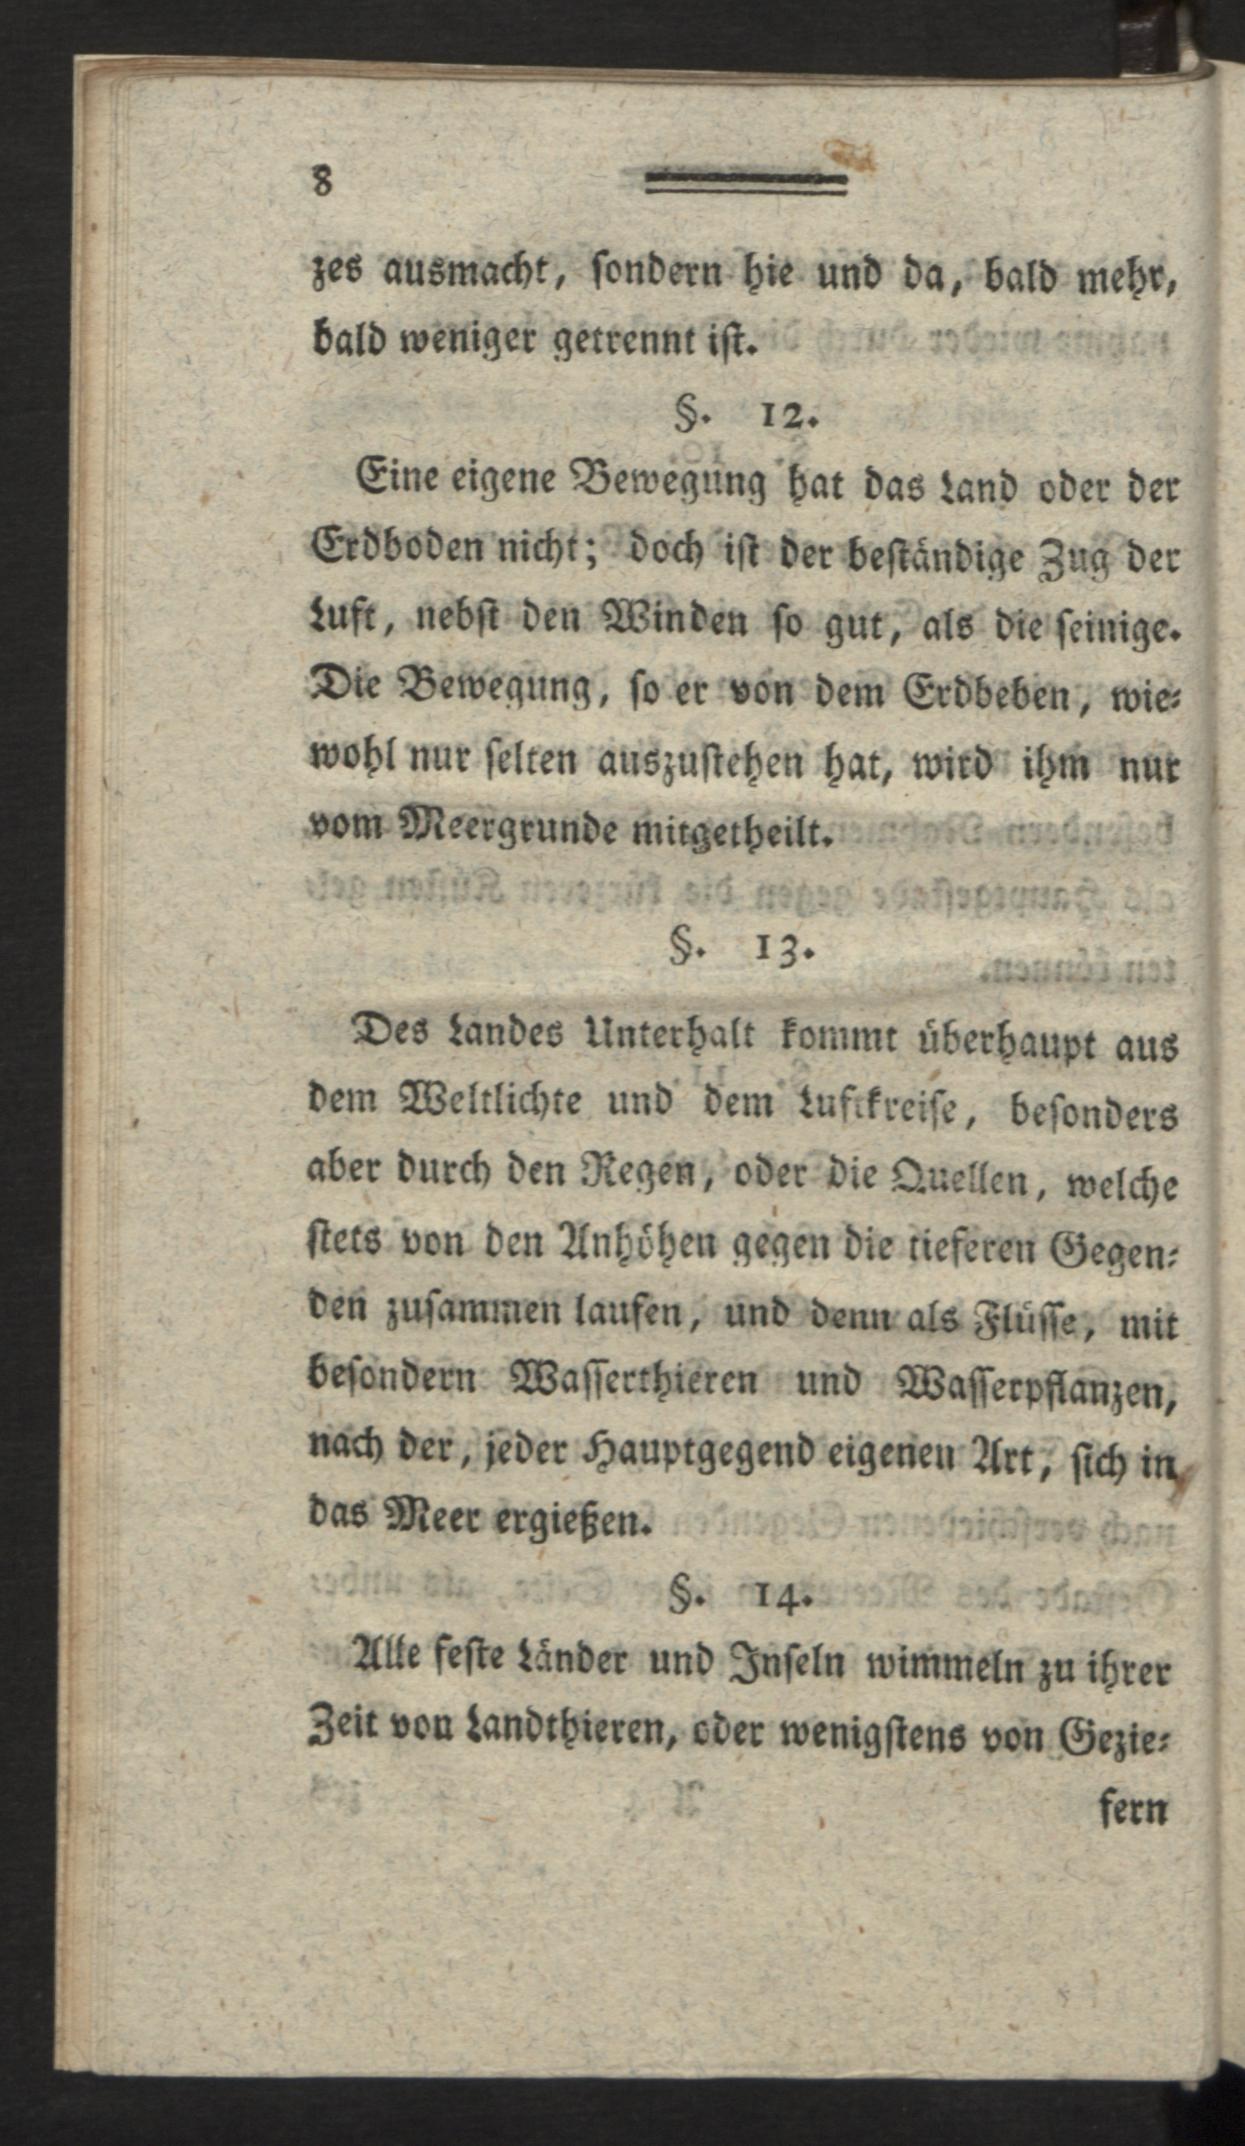 8
zes ausmacht, sondern hie und da, bald mehr,
bald weniger getrennt ist.
§. 12.
Eine eigene Bewegung hat das Land oder der
Erdboden nicht; doch ist der beständige Zug der
Luft, nebst den Winden so gut, als die seinige.
Die Bewegung, so er von dem Erdbeben, wie-
wohl nur selten auszustehen hat, wird ihm nur
vom Meergrunde mitgetheilt.
§. 13.
Des Landes Unterhalt kommt überhaupt aus
dem Weltlichte und dem Luftkreise, besonders
aber durch den Regen, oder die Quellen, welche
stets von den Anhöhen gegen die tieferen Gegen-
den zusammen laufen, und denn als Flüsse, mit
besondern Wasserthieren und Wasserpflanzen,
nach der, jeder Hauptgegend eigenen Art, sich in
das Meer ergießen.
§. 14.
Alle feste Länder und Inseln wimmeln zu ihrer
Zeit von Landthieren, oder wenigstens von Gezie-
fern